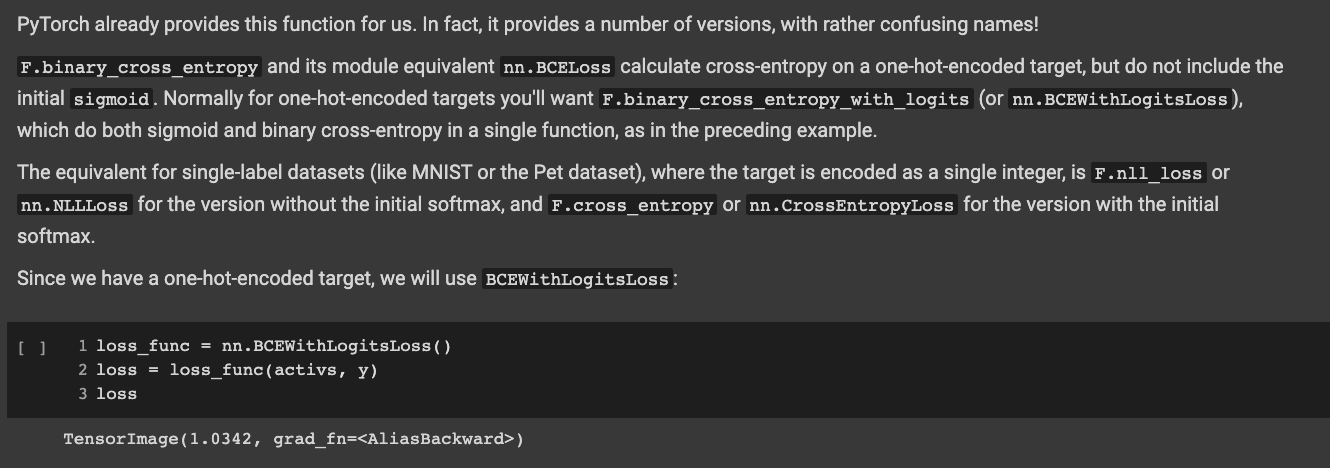 PyTorch already provides this function for us. In fact, it provides a number of versions, with rather confusing names!
F.binary_cross_entropy and its module equivalent nn.BCELoss calculate cross-entropy on a one-hot-encoded target, but do not include the
initial sigmoid. Normally for one-hot-encoded targets you'll want F.binary_cross_entropy_with_logits (or nn.BCEWithLogitsLoss),
which do both sigmoid and binary cross-entropy in a single function, as in the preceding example.
The equivalent for single-label datasets (like MNIST or the Pet dataset), where the target is encoded as a single integer, is F.nll_loss or
nn.NLLLoss for the version without the initial softmax, and F.cross_entropy or nn.CrossEntropyLoss for the version with the initial
softmax.
Since we have a one-hot-encoded target, we will use BCEWithLogitsLoss:
[ ] 1 loss_func = nn.BCEWithLogitsLoss()
2 loss = loss_func(activs, y)
3 loss
TensorImage(1.0342, grad_fn=<AliasBackward>)